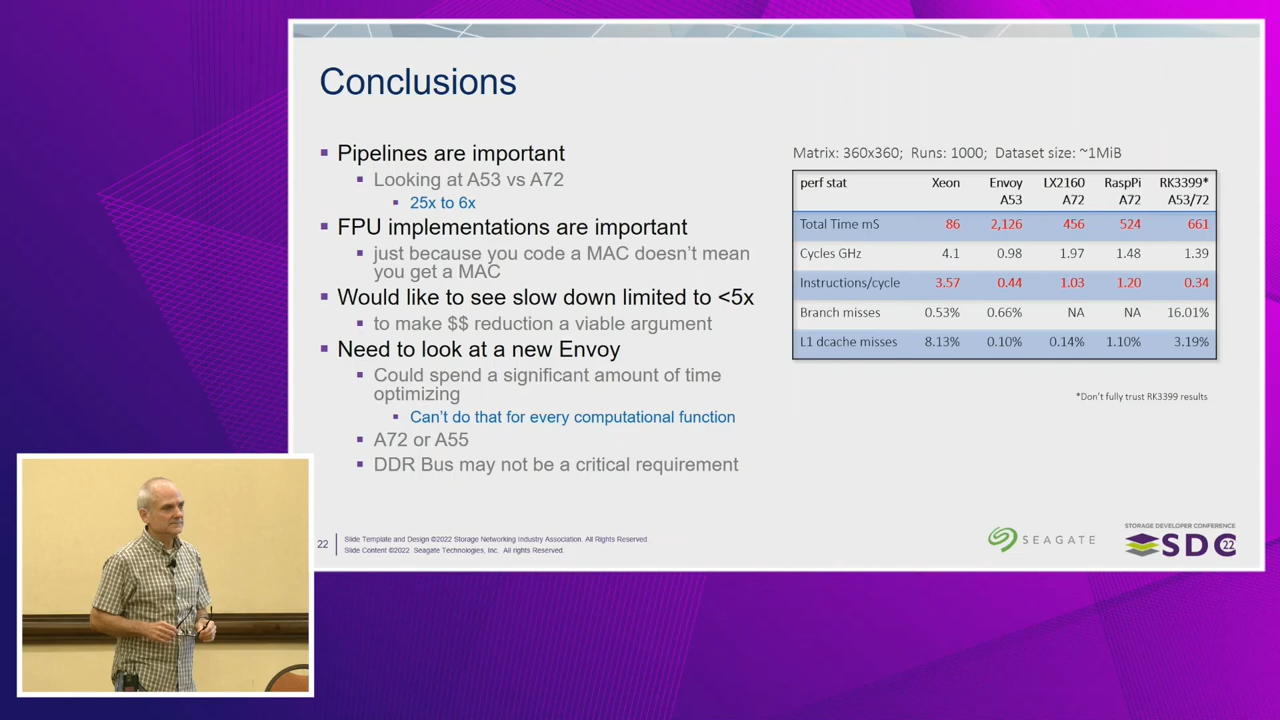 Conclusions
Pipelines are important
Looking at A53 vs A72
25x to 6x
FPU implementations are important
just because you code a MAC doesn't mean
you get a MAC
Would like to see slow down limited to <5x
to make $$ reduction a viable argument
Need to look at a new Envoy
Could spend a significant amount of time
optimizing
Can't do that for every computational function
A72 or A55
DDR Bus may not be a critical requirement
Matrix: 360x360; Runs: 1000; Dataset size: ~1MiB
perf stat Xeon Envoy A53 LX2160 A72 RaspPi A72 RK3399* A53/72
Total Time mS 86 2,126 456 524 661
Cycles GHz 4.1 0.98 1.97 1.48 1.39
Instructions/cycle 3.57 0.44 1.03 1.20 0.34
Branch misses 0.53% 0.66% NA NA 16.01%
L1 dcache misses 8.13% 0.10% 0.14% 1.10% 3.19%
*Don't fully trust RK3399 results
22
Slide Template and Design ©2022 Storage Networking Industry Association. All Rights Reserved.
Slide Content ©2022 Seagate Technologies, Inc. All rights Reserved.
SEAGATE
STORAGE DEVELOPER CONFERENCE
SDC 22